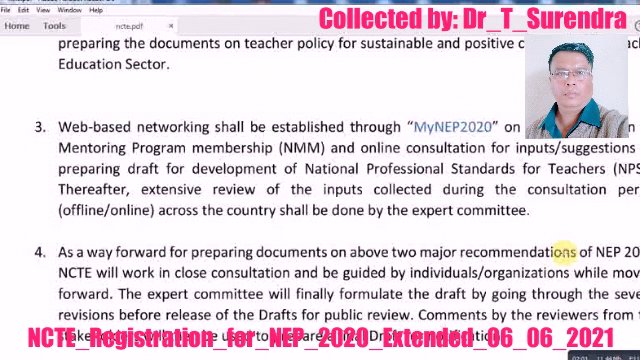 Collected by: Dr_T_Surendra
File Edit View Window Help
Home Tools ncte.pdf ×
preparing the documents on teacher policy for sustainable and positive
Education Sector.
3. Web-based networking shall be established through “MyNEP2020” on
Mentoring Program membership (NMM) and online consultation for inputs/suggestions
preparing draft for development of National Professional Standards for Teachers (NPS
Thereafter, extensive review of the inputs collected during the consultation per
(offline/online) across the country shall be done by the expert committee.
4. As a way forward for preparing documents on above two major recommendations of NEP 20
NCTE will work in close consultation and be guided by individuals/organizations while mov
forward. The expert committee will finally formulate the draft by going through the seve
revisions before release of the Drafts for public review. Comments by the reviewers from
NCTE_Rogistration_for_NEP_2020_Extended_06_06_2021